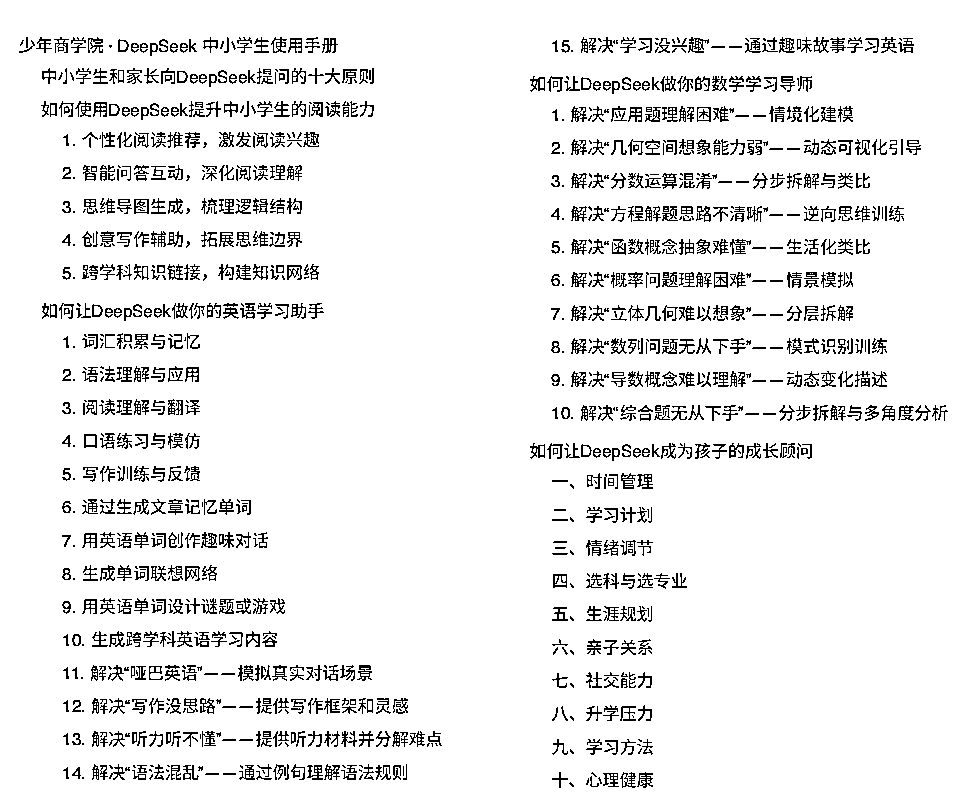 少年商学院 · DeepSeek 中小学生使用手册
中小学生和家长向DeepSeek提问的十大原则
如何使用DeepSeek提升中小学生的阅读能力
1. 个性化阅读推荐，激发阅读兴趣
2. 智能问答互动，深化阅读理解
3. 思维导图生成，梳理逻辑结构
4. 创意写作辅助，拓展思维边界
5. 跨学科知识链接，构建知识网络
如何让DeepSeek做你的英语学习助手
1. 词汇积累与记忆
2. 语法理解与应用
3. 阅读理解与翻译
4. 口语练习与模仿
5. 写作训练与反馈
6. 通过生成文章记忆单词
7. 用英语单词创作趣味对话
8. 生成单词联想网络
9. 用英语单词设计谜题或游戏
10. 生成跨学科英语学习内容
11. 解决“哑巴英语”——模拟真实对话场景
12. 解决“写作没思路”——提供写作框架和灵感
13. 解决“听力听不懂”——提供听力材料并分解难点
14. 解决“语法混乱”——通过例句理解语法规则
15. 解决“学习没兴趣”——通过趣味故事学习英语
如何让DeepSeek做你的数学学习导师
1. 解决“应用题理解困难”——情境化建模
2. 解决“几何空间想象能力弱”——动态可视化引导
3. 解决“分数运算混淆”——分步拆解与类比
4. 解决“方程解题思路不清晰”——逆向思维训练
5. 解决“函数概念抽象难懂”——生活化类比
6. 解决“概率问题理解困难”——情景模拟
7. 解决“立体几何难以想象”——分层拆解
8. 解决“数列问题无从下手”——模式识别训练
9. 解决“导数概念难以理解”——动态变化描述
10. 解决“综合题无从下手”——分步拆解与多角度分析
如何让DeepSeek成为孩子的成长顾问
一、时间管理
二、学习计划
三、情绪调节
四、选科与选专业
五、生涯规划
六、亲子关系
七、社交能力
八、升学压力
九、学习方法
十、心理健康